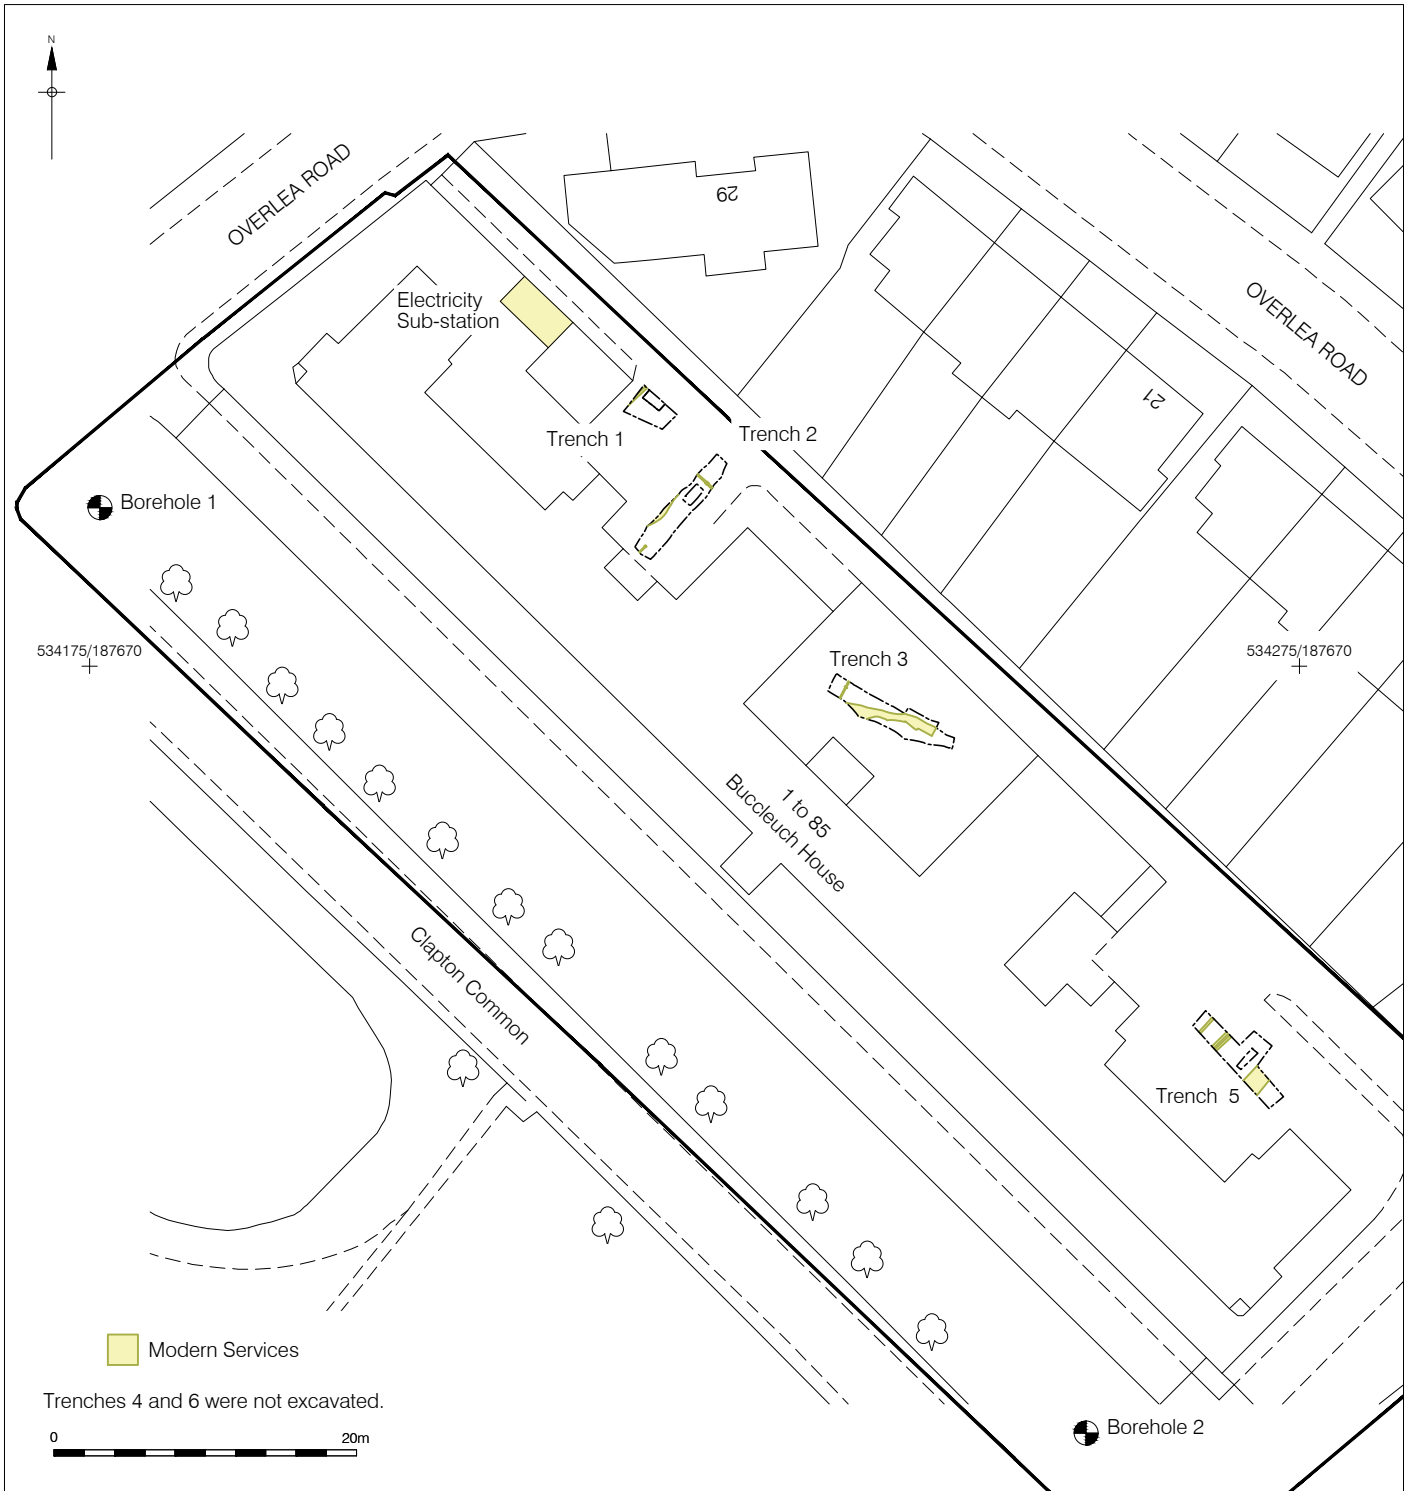 N
OVERLEA ROAD
29
Electricity
Sub-station
OVERLEA ROAD
21
Trench 1
Trench 2
Borehole 1
534175/187670
534275/187670
Trench 3
1 to 85
Buccleuch House
Clapton Common
Trench 5
Modern Services
Trenches 4 and 6 were not excavated.
0 20m
Borehole 2